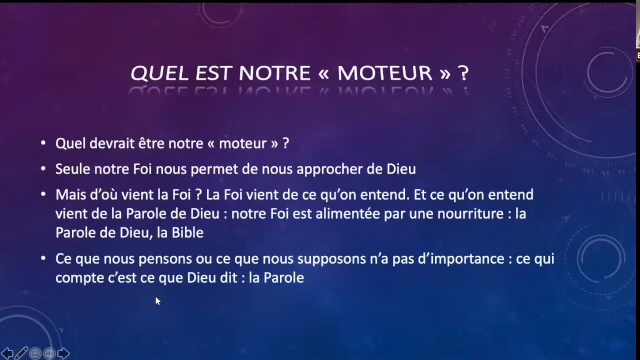 QUEL EST NOTRE « MOTEUR » ?
• Quel devrait être notre « moteur » ?
• Seule notre Foi nous permet de nous approcher de Dieu
• Mais d'où vient la Foi ? La Foi vient de ce qu'on entend. Et ce qu'on entend
vient de la Parole de Dieu : notre Foi est alimentée par une nourriture : la
Parole de Dieu, la Bible
• Ce que nous pensons ou ce que nous supposons n'a pas d'importance : ce qui
compte c'est ce que Dieu dit : la Parole